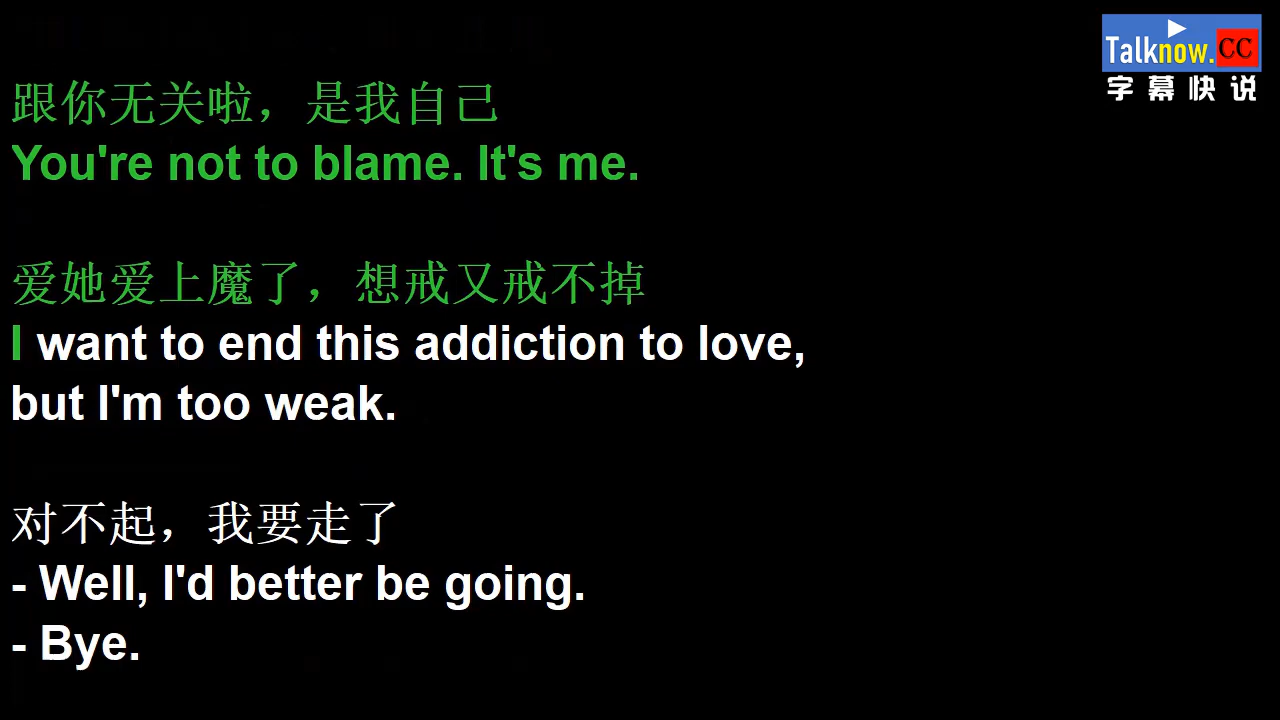 Talknow.CC
字幕快说
跟你无关啦，是我自己
You're not to blame. It's me.
爱她爱上魔了，想戒又戒不掉
I want to end this addiction to love,
but I'm too weak.
对不起，我要走了
- Well, I'd better be going.
- Bye.